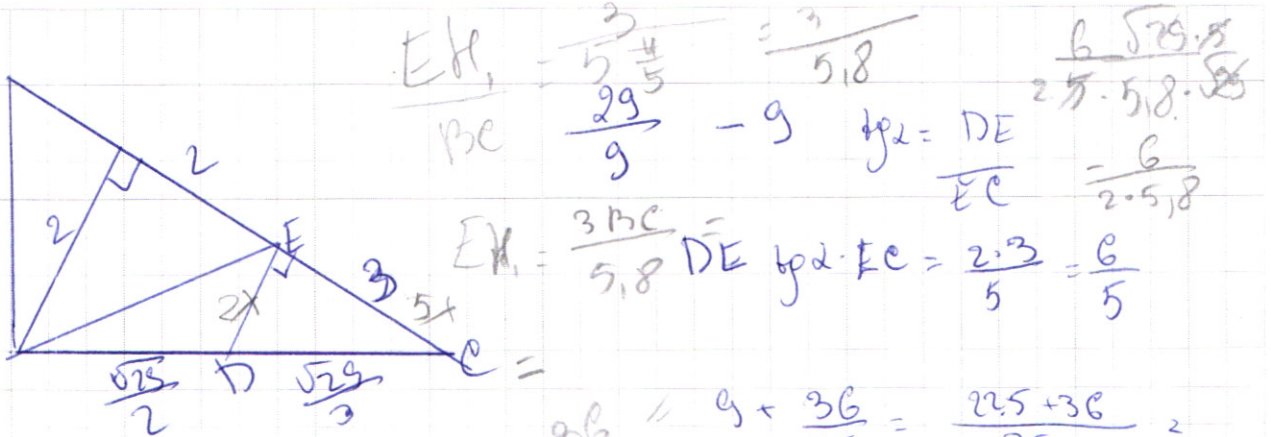 EH₁/BC = 3/(5 4/5) = 3/5,8
6 √29·5
2 5·5,8·√29
29/9 - 9 tgα = DE/EC = 6/(2·5,8)
EH₁ = 3BC/5,8 DE = tgα·EC = 2·3/5 = 6/5
2
2
E
3
2x
5x
D
C =
√29/2
√29/3
= 9 + 36 = 225+36